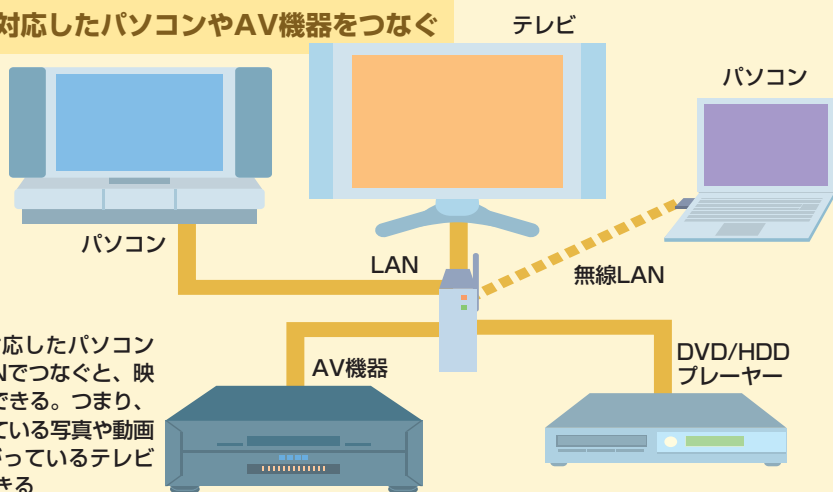 対応したパソコンやAV機器をつなぐ
テレビ
パソコン
パソコン
LAN
無線LAN
AV機器
DVD/HDD
プレーヤー
応したパソコン
Nでつなぐと、映
できる。つまり、
ている写真や動画
がっているテレビ
きる